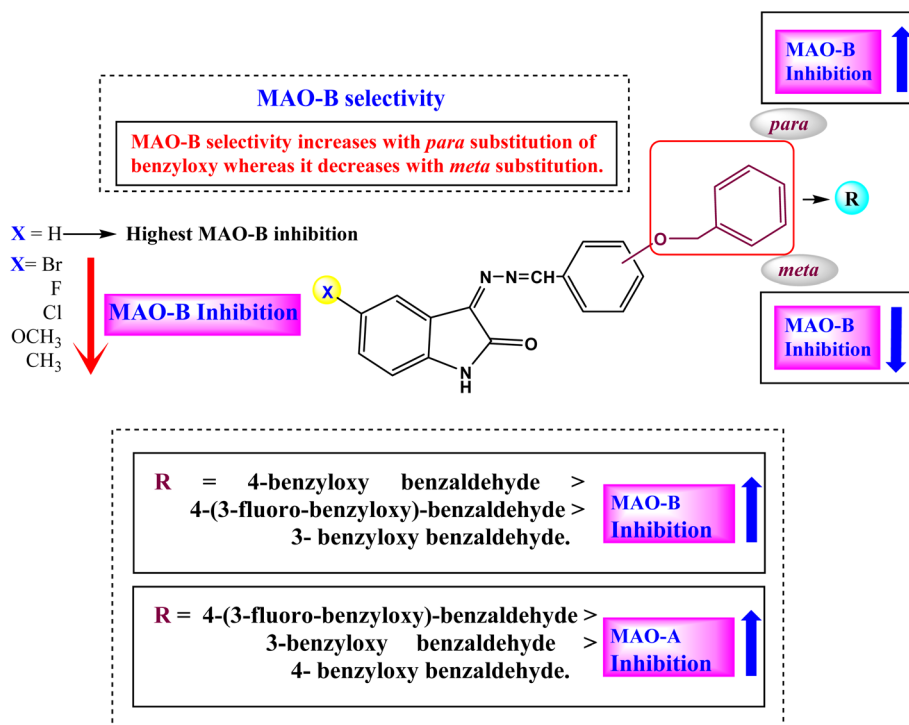 MAO-B selectivity
MAO-B selectivity increases with para substitution of
benzyloxy whereas it decreases with meta substitution.
MAO-B
Inhibition
para
R
meta
MAO-B
Inhibition
X = H
Highest MAO-B inhibition
X= Br
F
Cl
OCH3
CH3
MAO-B Inhibition
X
N
N=CH
O
O
N
H
R = 4-benzyloxy benzaldehyde >
4-(3-fluoro-benzyloxy)-benzaldehyde >
3- benzyloxy benzaldehyde.
MAO-B
Inhibition
R = 4-(3-fluoro-benzyloxy)-benzaldehyde >
3-benzyloxy benzaldehyde >
4- benzyloxy benzaldehyde.
MAO-A
Inhibition